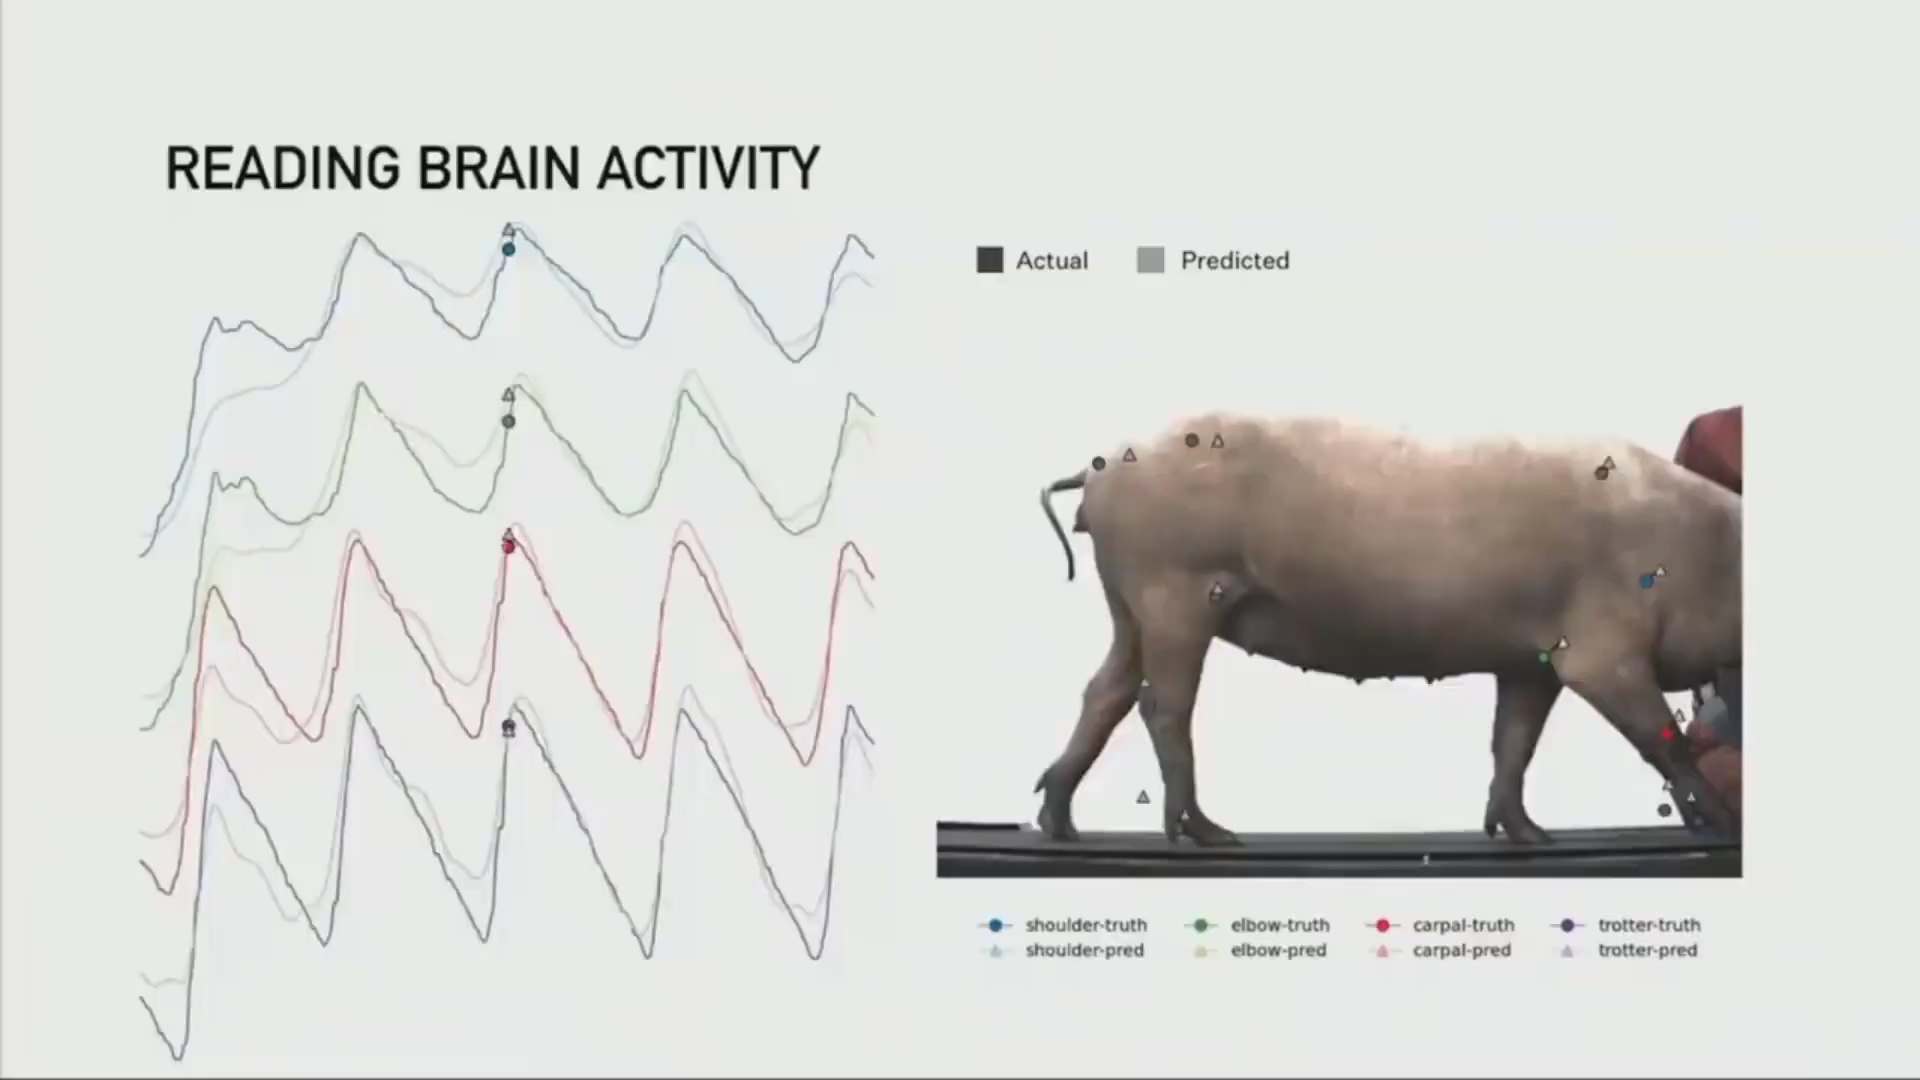 READING BRAIN ACTIVITY
Actual Predicted
shoulder-truth elbow-truth carpal-truth trotter-truth
shoulder-pred elbow-pred carpal-pred trotter-pred